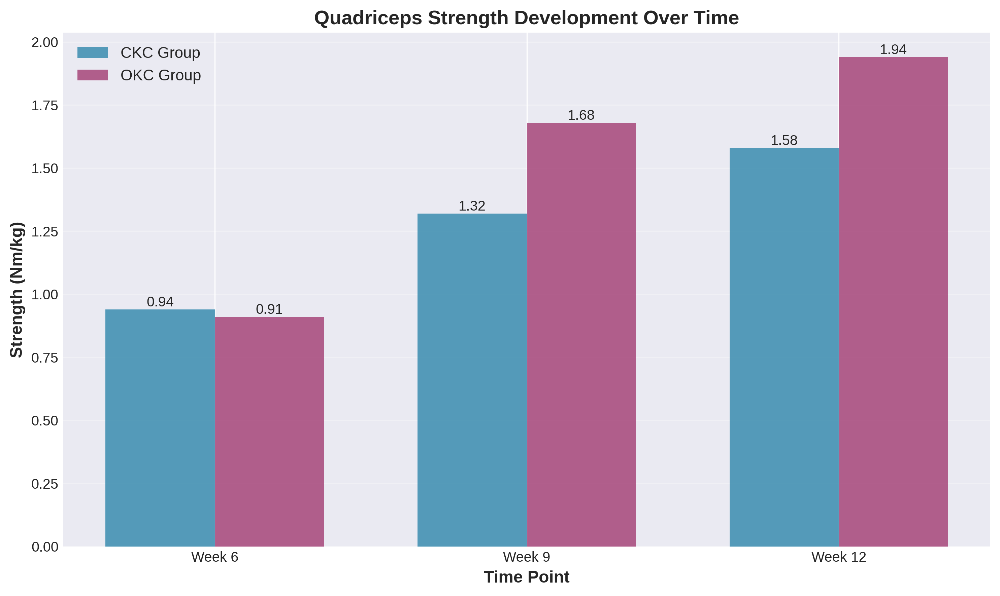 Quadriceps Strength Development Over Time
CKC Group
OKC Group
Strength (Nm/kg)
2.00
1.75
1.50
1.25
1.00
0.75
0.50
0.25
0.00
0.94
0.91
1.32
1.68
1.58
1.94
Week 6
Week 9
Week 12
Time Point